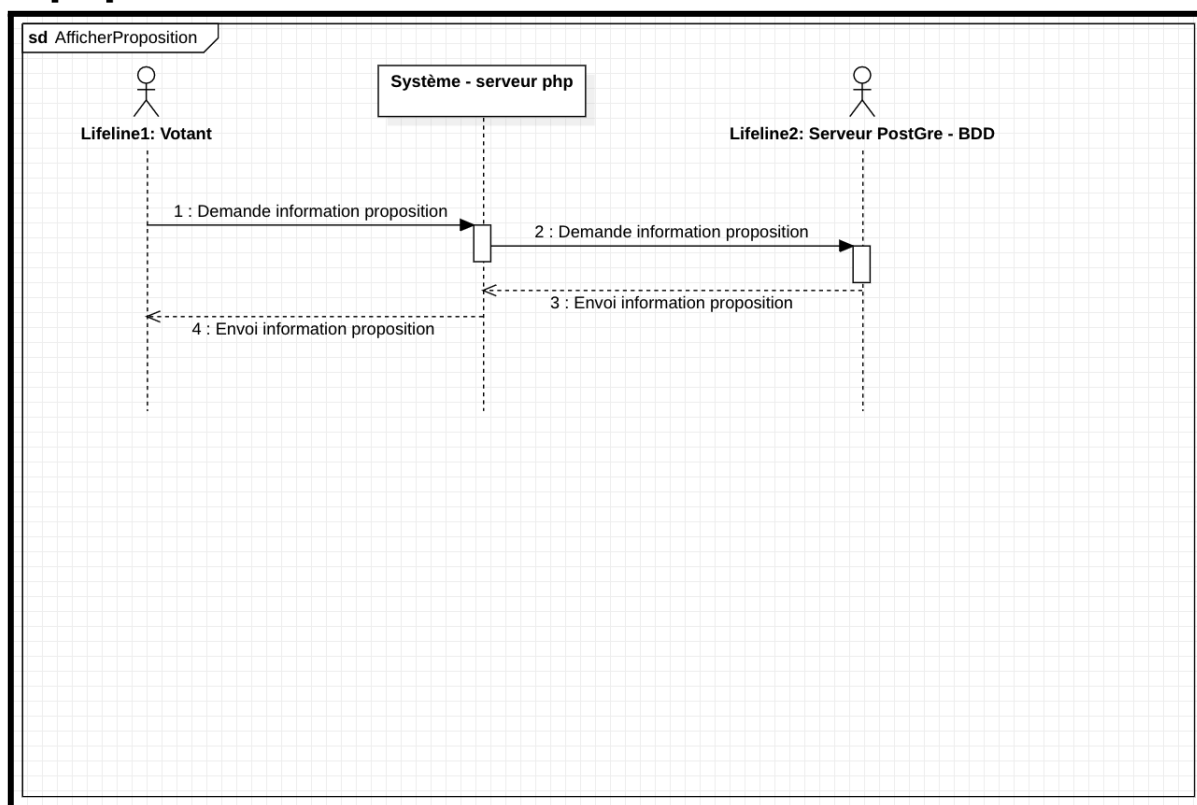 sd AfficherProposition
Système - serveur php
Lifeline1: Votant
Lifeline2: Serveur PostGre - BDD
1 : Demande information proposition
2 : Demande information proposition
3 : Envoi information proposition
4 : Envoi information proposition